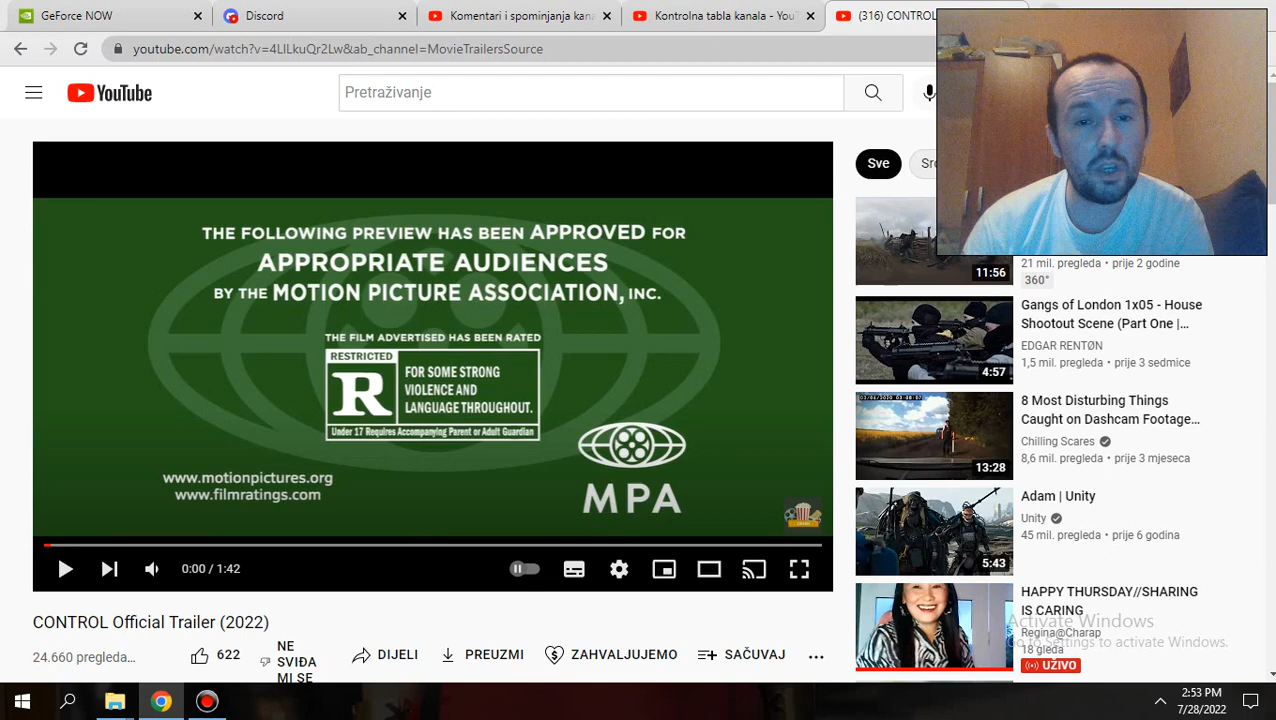 GeForce NOW
Discord
Komentari i spominjanja kana
Kontrolna tabla kanala - YouT
(316) CONTROL
youtube.com/watch?v=4LlLkuQr2Lw&ab_channel=MovieTrailersSource
YouTube
Pretraživanje
Sve
THE FOLLOWING PREVIEW HAS BEEN APPROVED FOR
APPROPRIATE AUDIENCES
BY THE MOTION PICTURE ASSOCIATION, INC.
THE FILM ADVERTISED HAS BEEN RATED
RESTRICTED
R
FOR SOME STRONG
VIOLENCE AND
LANGUAGE THROUGHOUT.
Under 17 Requires Accompanying Parent or Adult Guardian
www.motionpictures.org
www.filmratings.com
MPA
0:00 / 1:42
CONTROL Official Trailer (2022)
24.660 pregleda...
622
NE
SVIĐA
MI SE
DIJELI
PREUZMI
ZAHVALJUJEMO
SAČUVAJ
11:56
21 mil. pregleda • prije 2 godine
360°
4:57
Gangs of London 1x05 - House
Shootout Scene (Part One |...
EDGAR RENTØN
1,5 mil. pregleda • prije 3 sedmice
13:28
8 Most Disturbing Things
Caught on Dashcam Footage...
Chilling Scares
8,6 mil. pregleda • prije 3 mjeseca
5:43
Adam | Unity
Unity
45 mil. pregleda • prije 6 godina
HAPPY THURSDAY//SHARING
IS CARING
Regina@Charap
18 gleda
UŽIVO
Activate Windows
Go to Settings to activate Windows.
2:53 PM
7/28/2022